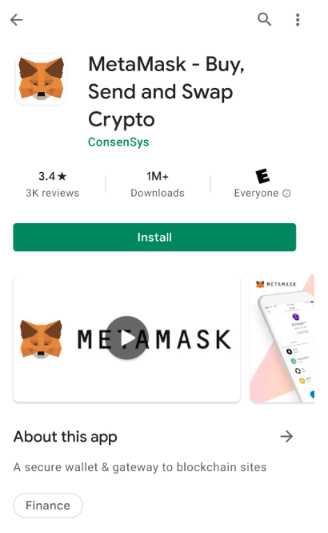 MetaMask - Buy,
Send and Swap
Crypto
ConsenSys
3.4★ 1M+ E
3K reviews Downloads Everyone
Install
METAMASK METAMASK
About this app
A secure wallet & gateway to blockchain sites
Finance